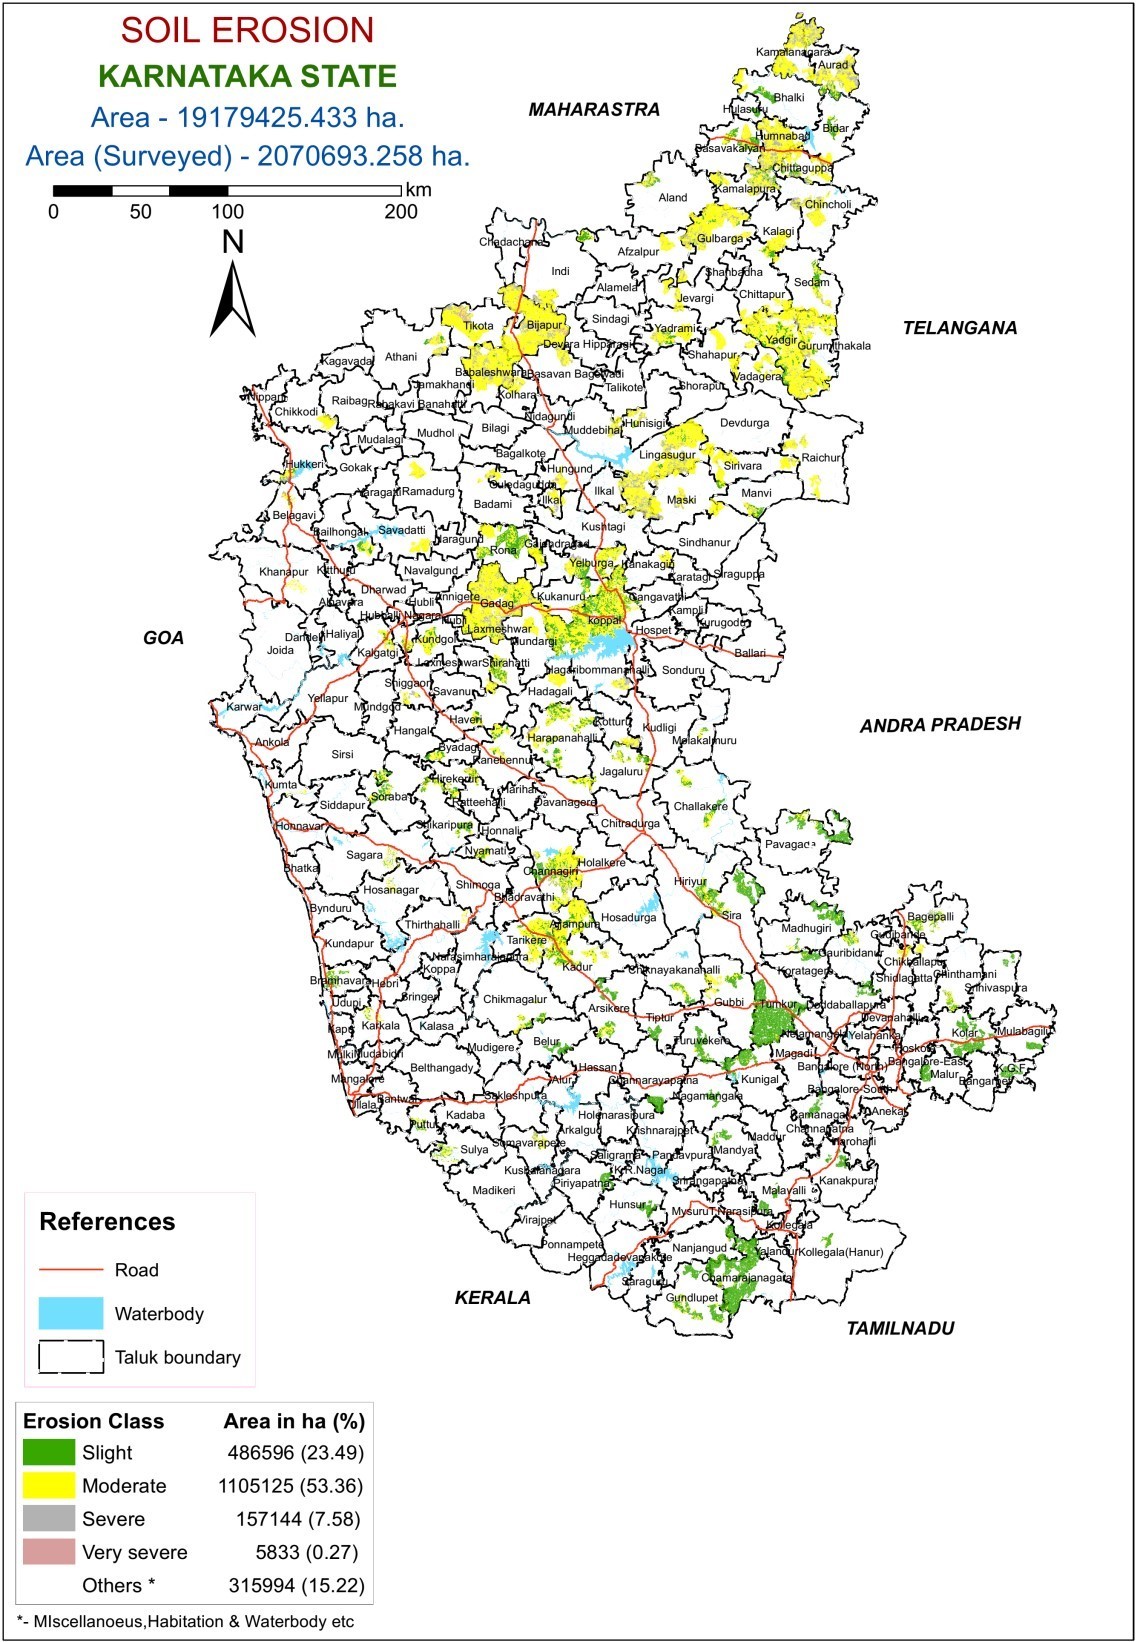 SOIL EROSION
KARNATAKA STATE
Area - 19179425.433 ha.
Area (Surveyed) - 2070693.258 ha.
km
0 50 100 200
N
MAHARASTRA
TELANGANA
GOA
ANDRA PRADESH
KERALA
TAMILNADU
Kamalanagara
Aurad
Bhalki
Hulasuru
Bidar
Humnabad
Basavakalyan
Chittaguppa
Kamalapura
Aland
Chincholi
Kalagi
Gulbarga
Chadachana
Afzalpur
Indi
Shahbadha
Sedam
Alamela
Jevargi
Chittapur
Sindagi
Tikota
Bijapur
Yadrami
Yadgir
Gurumithakala
Devara Hipparagi
Athani
Kagavada
Shahapur
Vadagera
Babaleshwara
Basavan Bagewadi
Jamakhandi
Talikote
Shorapur
Kolhara
Nippani
Raibag
Rabakavi Banahatti
Chikkodi
Nidagundi
Muddebihal
Hunisigi
Devdurga
Mudalagi
Mudhol
Bilagi
Bagalkote
Lingasugur
Raichur
Hukkeri
Gokak
Hungund
Sirivara
Ramadurg
Guledagudda
Ilkal
Ilkal
Maski
Manvi
Badami
Belagavi
Bailhongal
Savadatti
Kushtagi
Naragund
Rona
Gajendragad
Sindhanur
Khanapur
Kitthuru
Navalgund
Yelburga
Kanakagiri
Karatagi
Siraguppa
Dharwad
Alnavara
Hubli
Annigere
Gadag
Kukanuru
Gangavathi
Hubballi Nagara
Hubli
koppal
Kampli
Kurugodu
Laxmeshwar
Mundargi
Hospet
Dandeli
Haliyal
Joida
Kundgol
Kalgatgi
Ballari
Laxmeshwar
Shirahatti
Hagaribommanahalli
Sonduru
Shiggaon
Savanur
Hadagali
Karwar
Yellapur
Mundgod
Haveri
Kotturu
Kudligi
Hangal
Harapanahalli
Molakalmuru
Ankola
Sirsi
Byadagi
Ranebennur
Jagaluru
Kumta
Siddapur
Soraba
Hirekerur
Ratteehalli
Harihar
Davanagere
Challakere
Honnavar
Shikaripura
Honnali
Chitradurga
Pavagada
Sagara
Nyamati
Bhatkal
Channagiri
Holalkere
Hosanagar
Shimoga
Hiriyur
Bhadravathi
Bynduru
Sira
Hosadurga
Thirthahalli
Ajjampura
Madhugiri
Bagepalli
Kundapur
Tarikere
Gudibande
Gauribidanur
Narasimharajapura
Koppa
Kadur
Chiknayakanahalli
Koratagere
Chikballapur
Chinthamani
Shidlagatta
Srihivaspura
Bramhavara
Hebri
Sringeri
Chikmagalur
Udupi
Arsikere
Gubbi
Tumkur
Doddaballapura
Devanahalli
Tiptur
Kapu
Karkala
Kalasa
Nelamangala
Yelahanka
Kolar
Mulabagilu
Mulki
Mudabidri
Mudigere
Belur
Turuvekere
Magadi
Hoskote
Bangalore (North)
Bangalore-East
Malur
K.G.F
Bangarpet
Mangalore
Belthangady
Alur
Hassan
Channarayapatna
Kunigal
Bangalore-South
Ullala
Bantwal
Sakleshpura
Nagamangala
Anekal
Kadaba
Holenarasipura
Ramanagar
Puttur
Arkalgud
Krishnarajpet
Channapatna
Maddur
Harohalli
Sulya
Somavarapete
Saligrama
Pandavpura
Mandya
Kushalanagara
K.R.Nagar
Kanakpura
Piriyapatna
Srirangapatna
Madikeri
Malavalli
Hunsur
Mysuru
T.Narasipura
Virajpet
Kollegala
Ponnampete
Nanjangud
Yalandur
Kollegala(Hanur)
Heggadadevanakote
Saraguru
Chamarajanagara
Gundlupet
References
Road
Waterbody
Taluk boundary
Erosion Class Area in ha (%)
Slight 486596 (23.49)
Moderate 1105125 (53.36)
Severe 157144 (7.58)
Very severe 5833 (0.27)
Others * 315994 (15.22)
*- MIscellanoeus,Habitation & Waterbody etc